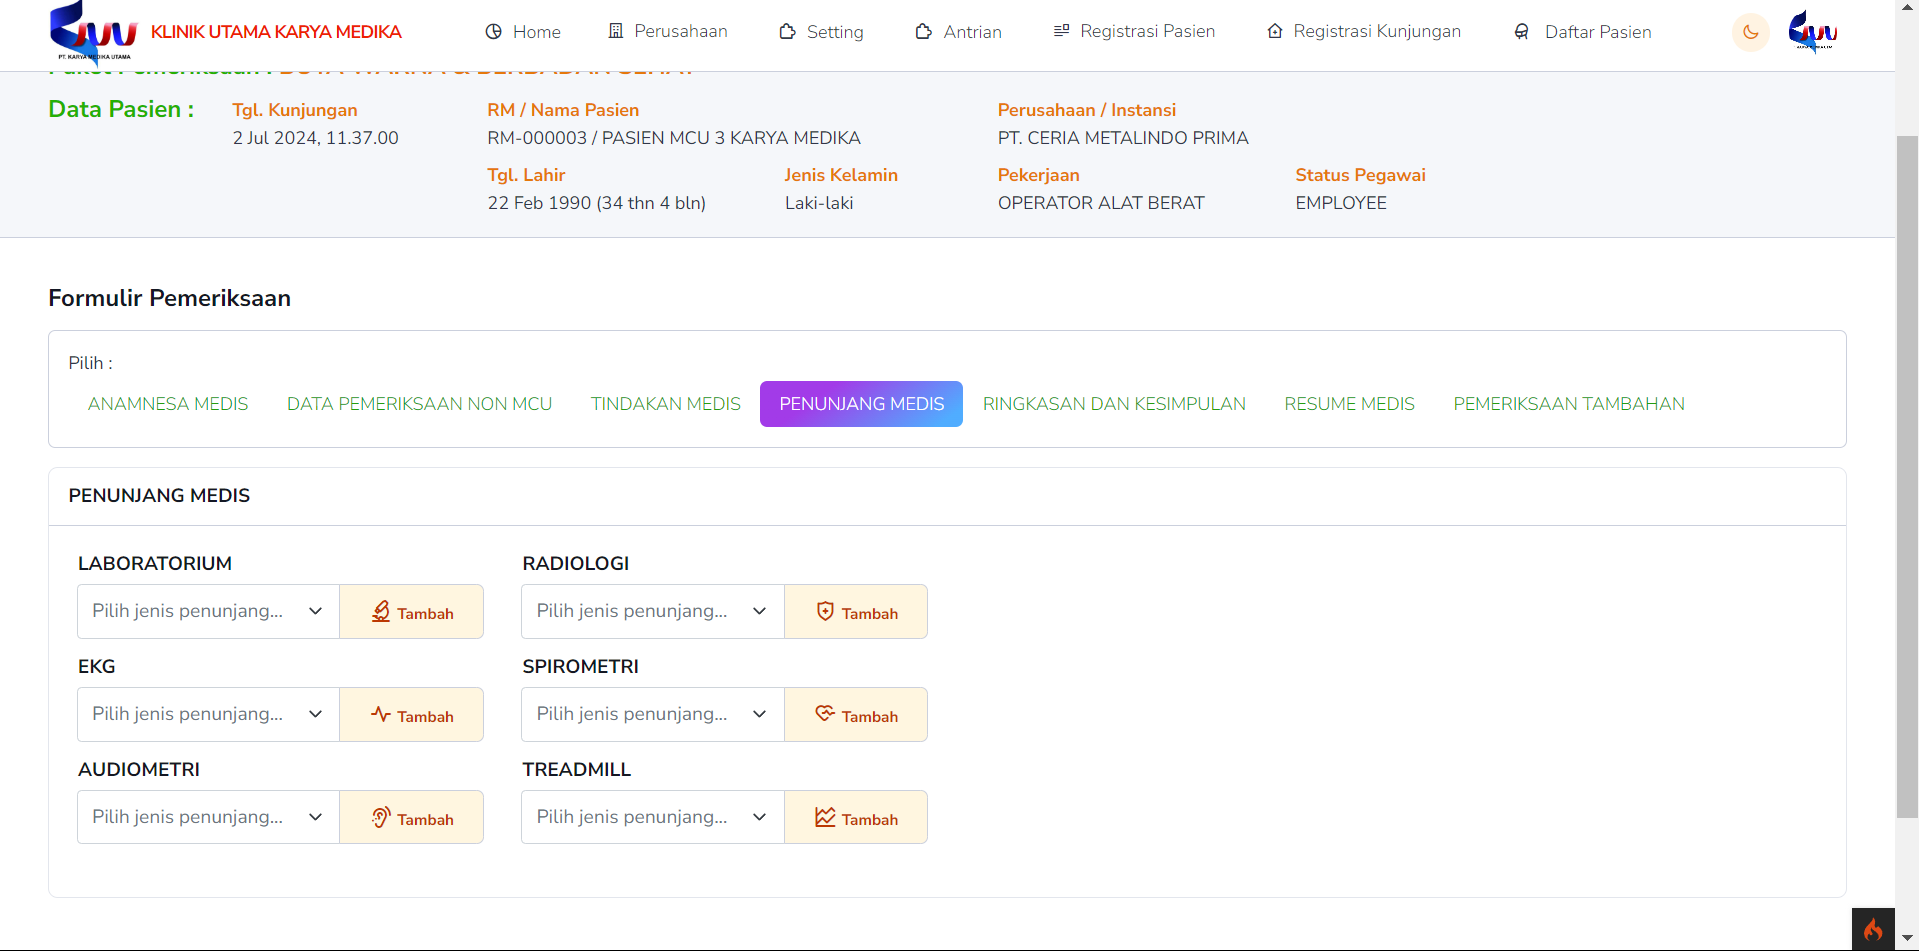 PT. KARYA MEDIKA UTAMA
KLINIK UTAMA KARYA MEDIKA
Home
Perusahaan
Setting
Antrian
Registrasi Pasien
Registrasi Kunjungan
Daftar Pasien
Paket Pemeriksaan : BUTA WARNA & BERBADAN SEHAT
Data Pasien :
Tgl. Kunjungan
2 Jul 2024, 11.37.00
RM / Nama Pasien
RM-000003 / PASIEN MCU 3 KARYA MEDIKA
Perusahaan / Instansi
PT. CERIA METALINDO PRIMA
Tgl. Lahir
22 Feb 1990 (34 thn 4 bln)
Jenis Kelamin
Laki-laki
Pekerjaan
OPERATOR ALAT BERAT
Status Pegawai
EMPLOYEE
Formulir Pemeriksaan
Pilih :
ANAMNESA MEDIS
DATA PEMERIKSAAN NON MCU
TINDAKAN MEDIS
PENUNJANG MEDIS
RINGKASAN DAN KESIMPULAN
RESUME MEDIS
PEMERIKSAAN TAMBAHAN
PENUNJANG MEDIS
LABORATORIUM
Pilih jenis penunjang...
Tambah
RADIOLOGI
Pilih jenis penunjang...
Tambah
EKG
Pilih jenis penunjang...
Tambah
SPIROMETRI
Pilih jenis penunjang...
Tambah
AUDIOMETRI
Pilih jenis penunjang...
Tambah
TREADMILL
Pilih jenis penunjang...
Tambah